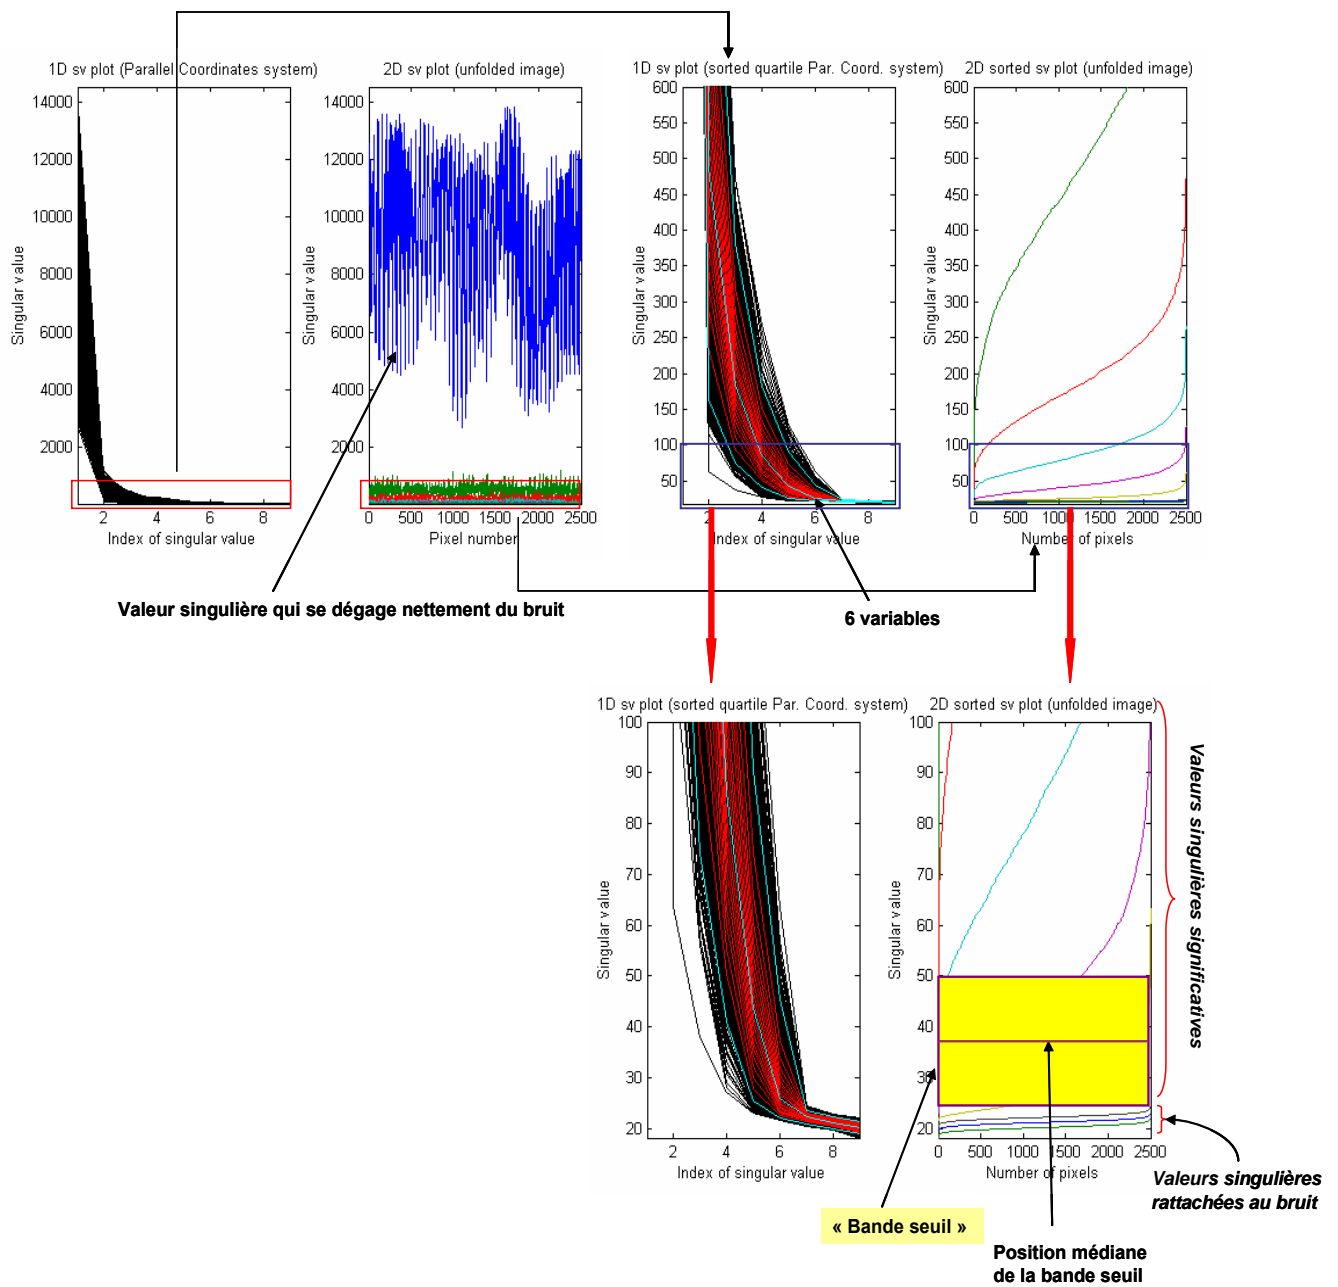 1D sv plot (Parallel Coordinates system)
2D sv plot (unfolded image)
1D sv plot (sorted quartile Par. Coord. system)
2D sorted sv plot (unfolded image)
14000
12000
10000
8000
6000
4000
2000
Singular value
2 4 6 8
Index of singular value
14000
12000
10000
8000
6000
4000
2000
Singular value
0 500 1000 1500 2000 2500
Pixel number
600
550
500
450
400
350
300
250
200
150
100
50
Singular value
2 4 6 8
Index of singular value
600
550
500
450
400
350
300
250
200
150
100
50
Singular value
0 500 1000 1500 2000 2500
Number of pixels
Valeur singulière qui se dégage nettement du bruit
6 variables
1D sv plot (sorted quartile Par. Coord. system)
2D sorted sv plot (unfolded image)
100
90
80
70
60
50
40
30
20
Singular value
2 4 6 8
Index of singular value
100
90
80
70
60
50
40
30
20
Singular value
0 500 1000 1500 2000 2500
Number of pixels
Valeurs singulières significatives
Valeurs singulières
rattachées au bruit
« Bande seuil »
Position médiane
de la bande seuil